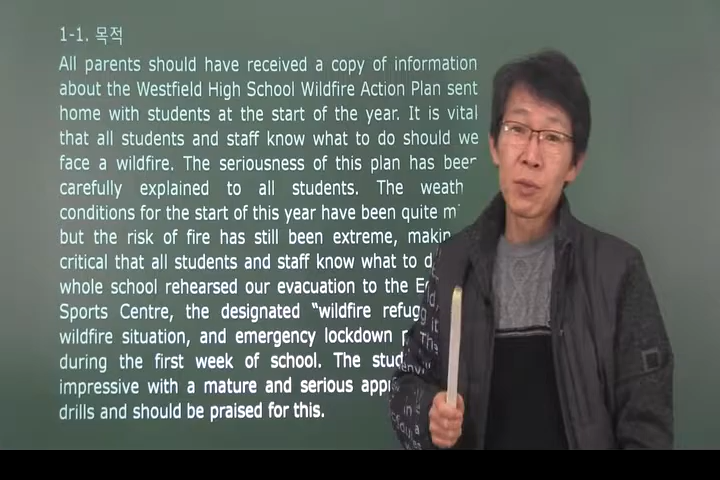 1-1. 목적
All parents should have received a copy of information
about the Westfield High School Wildfire Action Plan sent
home with students at the start of the year. It is vital
that all students and staff know what to do should we
face a wildfire. The seriousness of this plan has been
carefully explained to all students. The
conditions for the start of this year have been quite
but the risk of fire has still been extreme,
critical that all students and staff know what to
whole school rehearsed our evacuation to the
Sports Centre, the designated “wildfire
wildfire situation, and emergency lockdown
during the first week of school. The
impressive with a mature and serious
drills and should be praised for this.